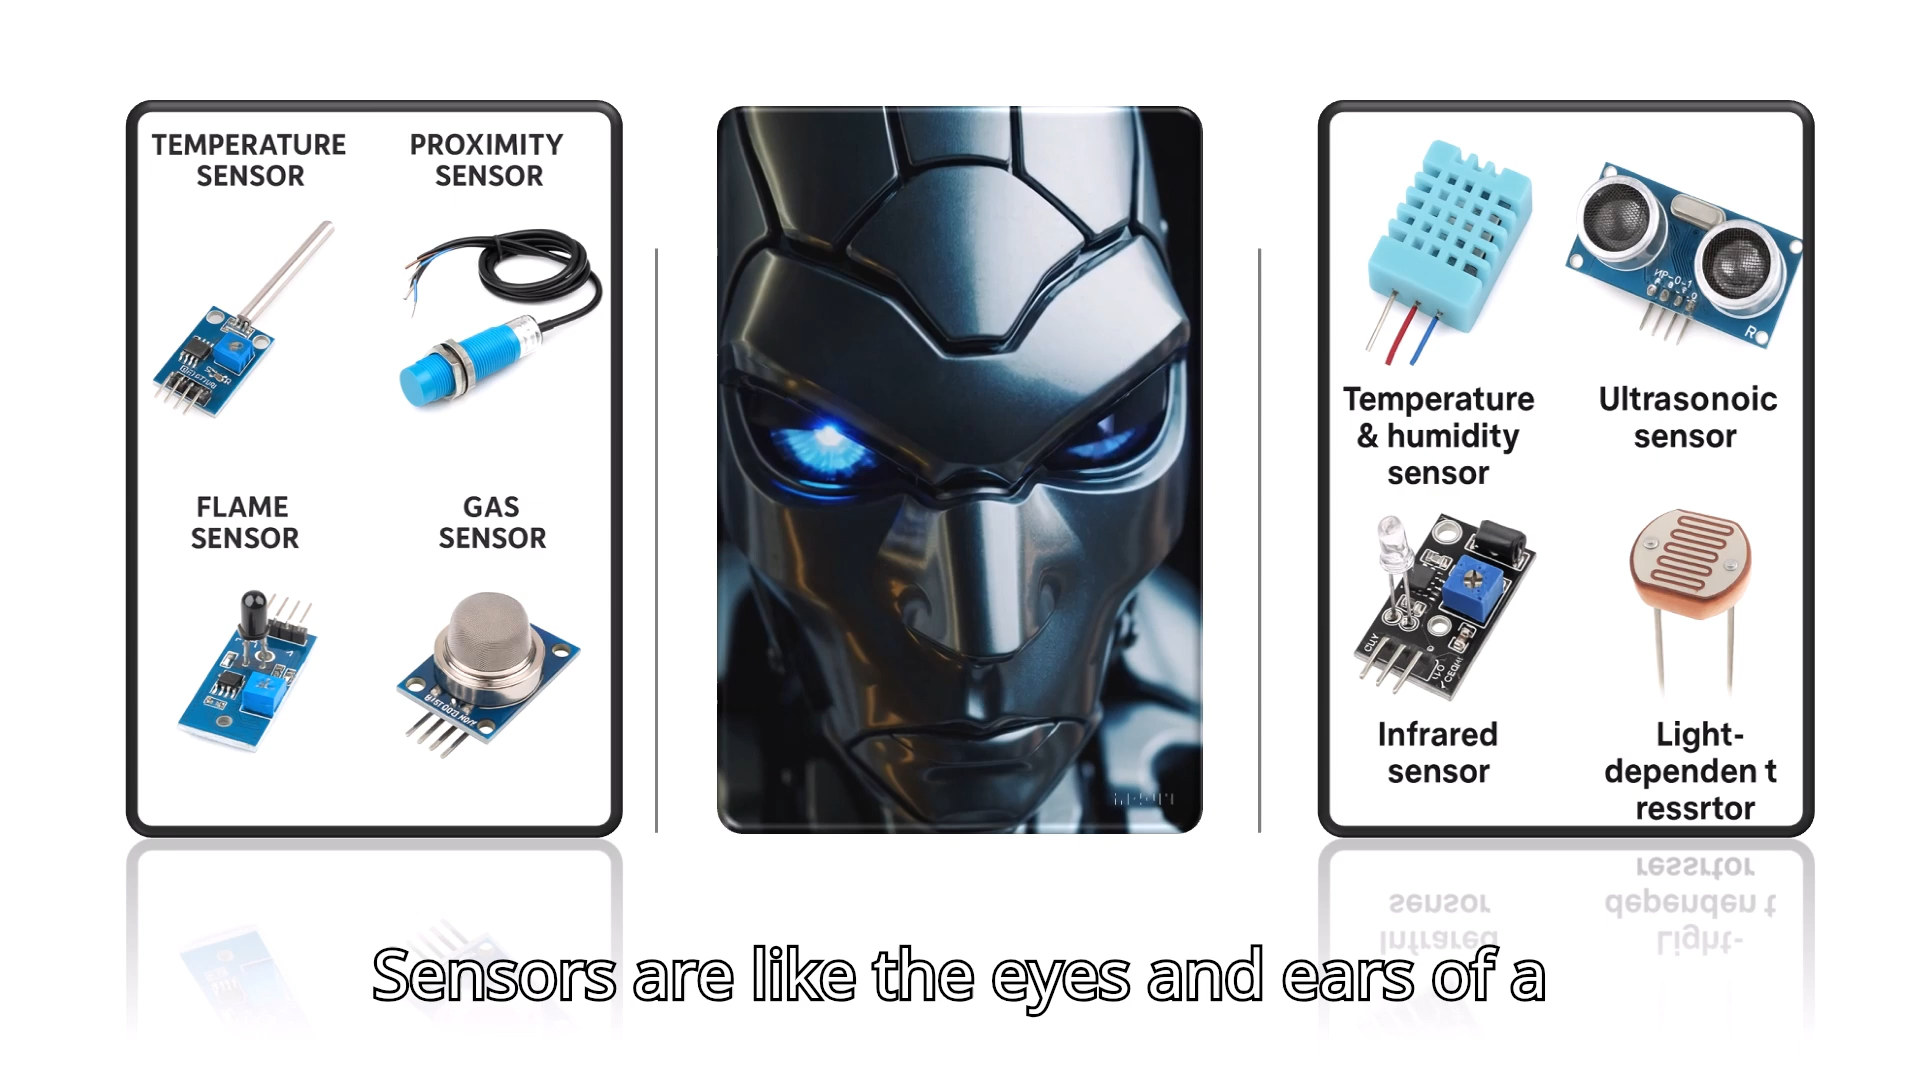 TEMPERATURE
SENSOR
PROXIMITY
SENSOR
FLAME
SENSOR
GAS
SENSOR
Temperature
& humidity
sensor
Ultrasonoic
sensor
Infrared
sensor
Light-
dependen t
ressrtor
Sensors are like the eyes and ears of a